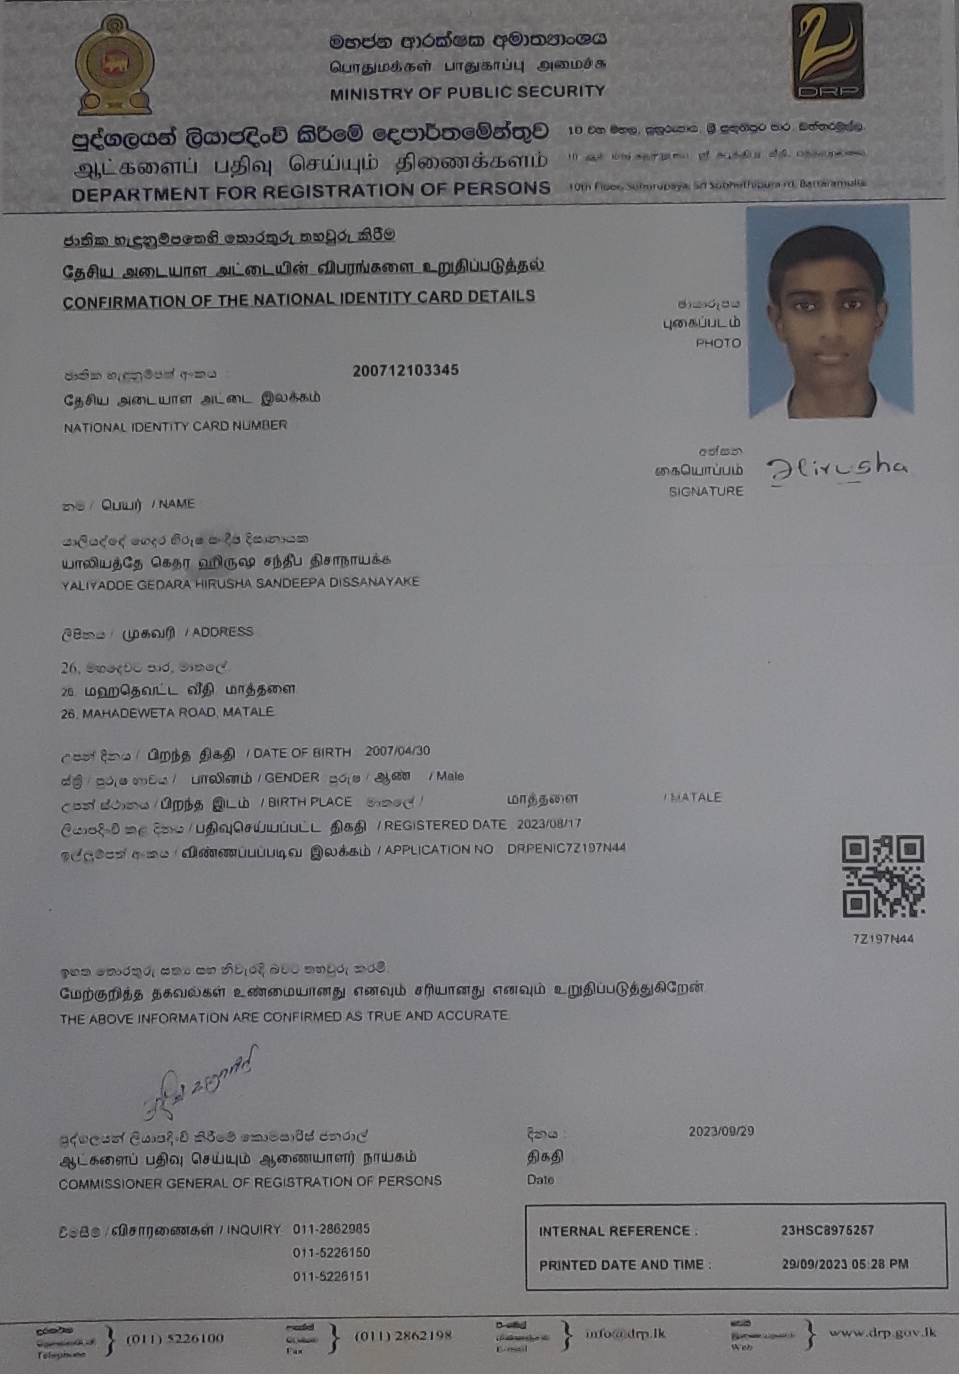 මහජන ආරක්ෂක අමාත්‍යාංශය
பொதுமக்கள் பாதுகாப்பு அமைச்சு
MINISTRY OF PUBLIC SECURITY
DRP
පුද්ගලයන් ලියාපදිංචි කිරීමේ දෙපාර්තමේන්තුව
ஆட்களைப் பதிவு செய்யும் திணைக்களம்
DEPARTMENT FOR REGISTRATION OF PERSONS
10 වන මහල, සුහුරුපාය, ශ්‍රී සුභූතිපුර පාර, බත්තරමුල්ල.
10th Floor, Suhurupaya, Sri Subhuthipura rd, Battaramulla.
ජාතික හැඳුනුම්පතෙහි තොරතුරු තහවුරු කිරීම
தேசிய அடையாள அட்டையின் விபரங்களை உறுதிப்படுத்தல்
CONFIRMATION OF THE NATIONAL IDENTITY CARD DETAILS
ඡායාරූපය
புகைப்படம்
PHOTO
ජාතික හැඳුනුම්පත් අංකය : 200712103345
தேசிய அடையாள அட்டை இலக்கம்
NATIONAL IDENTITY CARD NUMBER
අත්සන
கையொப்பம்
SIGNATURE
Hirusha
නම / பெயர் / NAME
යාලියද්දේ ගෙදර හිරුෂ සංදීප දිසානායක
யாலியத்தே கெதர ஹிருஷ சந்தீப திசாநாயக்க
YALIYADDE GEDARA HIRUSHA SANDEEPA DISSANAYAKE
ලිපිනය / முகவரி / ADDRESS
26, මහදෙවට පාර, මාතලේ.
26. மஹதெவட்ட வீதி, மாத்தளை
26, MAHADEWETA ROAD, MATALE
උපන් දිනය / பிறந்த திகதி / DATE OF BIRTH 2007/04/30
ස්ත්‍රී / පුරුෂ භාවය / பாலினம் / GENDER පුරුෂ / ஆண் / Male
උපන් ස්ථානය / பிறந்த இடம் / BIRTH PLACE මාතලේ / மாத்தளை / MATALE
ලියාපදිංචි කළ දිනය / பதிவுசெய்யப்பட்ட திகதி / REGISTERED DATE 2023/08/17
ඉල්ලුම්පත් අංකය / விண்ணப்பப்படிவ இலக்கம் / APPLICATION NO DRPENIC7Z197N44
7Z197N44
ඉහත තොරතුරු සත්‍ය සහ නිවැරදි බවට තහවුරු කරමි.
மேற்குறித்த தகவல்கள் உண்மையானது எனவும் சரியானது எனவும் உறுதிப்படுத்துகிறேன்
THE ABOVE INFORMATION ARE CONFIRMED AS TRUE AND ACCURATE.
පුද්ගලයන් ලියාපදිංචි කිරීමේ කොමසාරිස් ජනරාල්
ஆட்களைப் பதிவு செய்யும் ஆணையாளர் நாயகம்
COMMISSIONER GENERAL OF REGISTRATION OF PERSONS
දිනය : 2023/09/29
திகதி
Date
විමසීම් / விசாரணைகள் / INQUIRY 011-2862985
011-5226150
011-5226151
INTERNAL REFERENCE : 23HSC8975257
PRINTED DATE AND TIME : 29/09/2023 05:28 PM
Telephone } (011) 5226100
Fax } (011) 2862198
E-mail } info@drp.lk
Web } www.drp.gov.lk